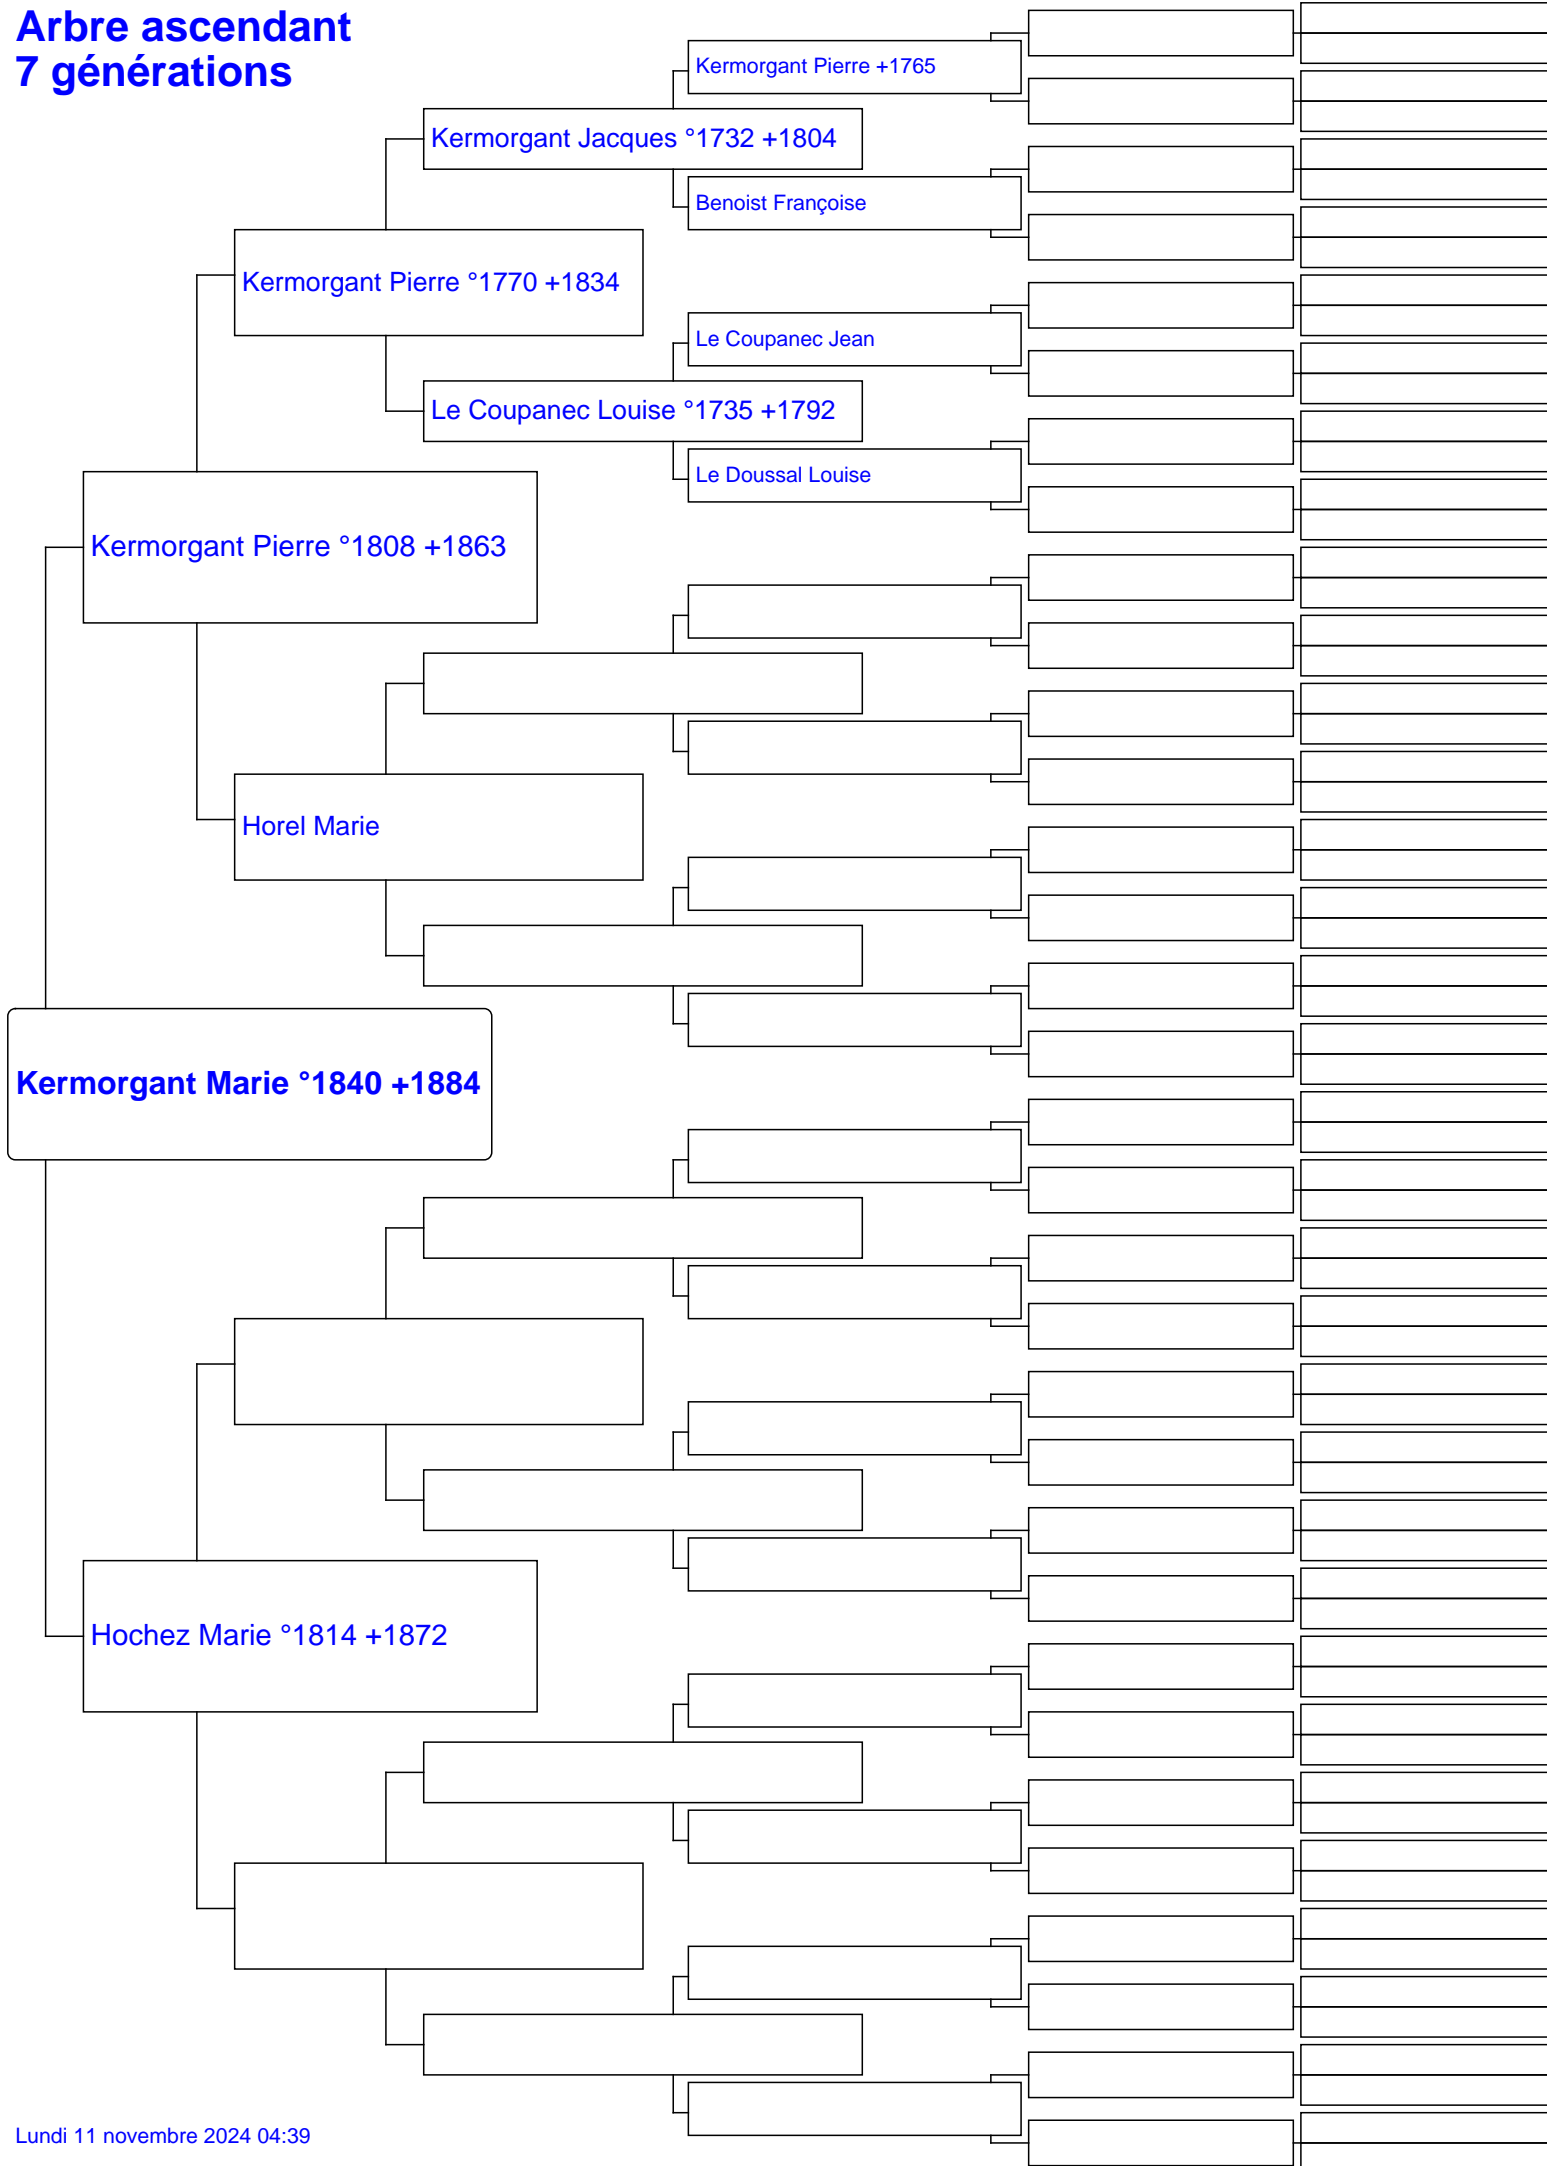 Arbre ascendant
7 générations
Kermorgant Pierre +1765
Kermorgant Jacques °1732 +1804
Benoist Françoise
Kermorgant Pierre °1770 +1834
Le Coupanec Jean
Le Coupanec Louise °1735 +1792
Le Doussal Louise
Kermorgant Pierre °1808 +1863
Horel Marie
Kermorgant Marie °1840 +1884
Hochez Marie °1814 +1872
Lundi 11 novembre 2024 04:39